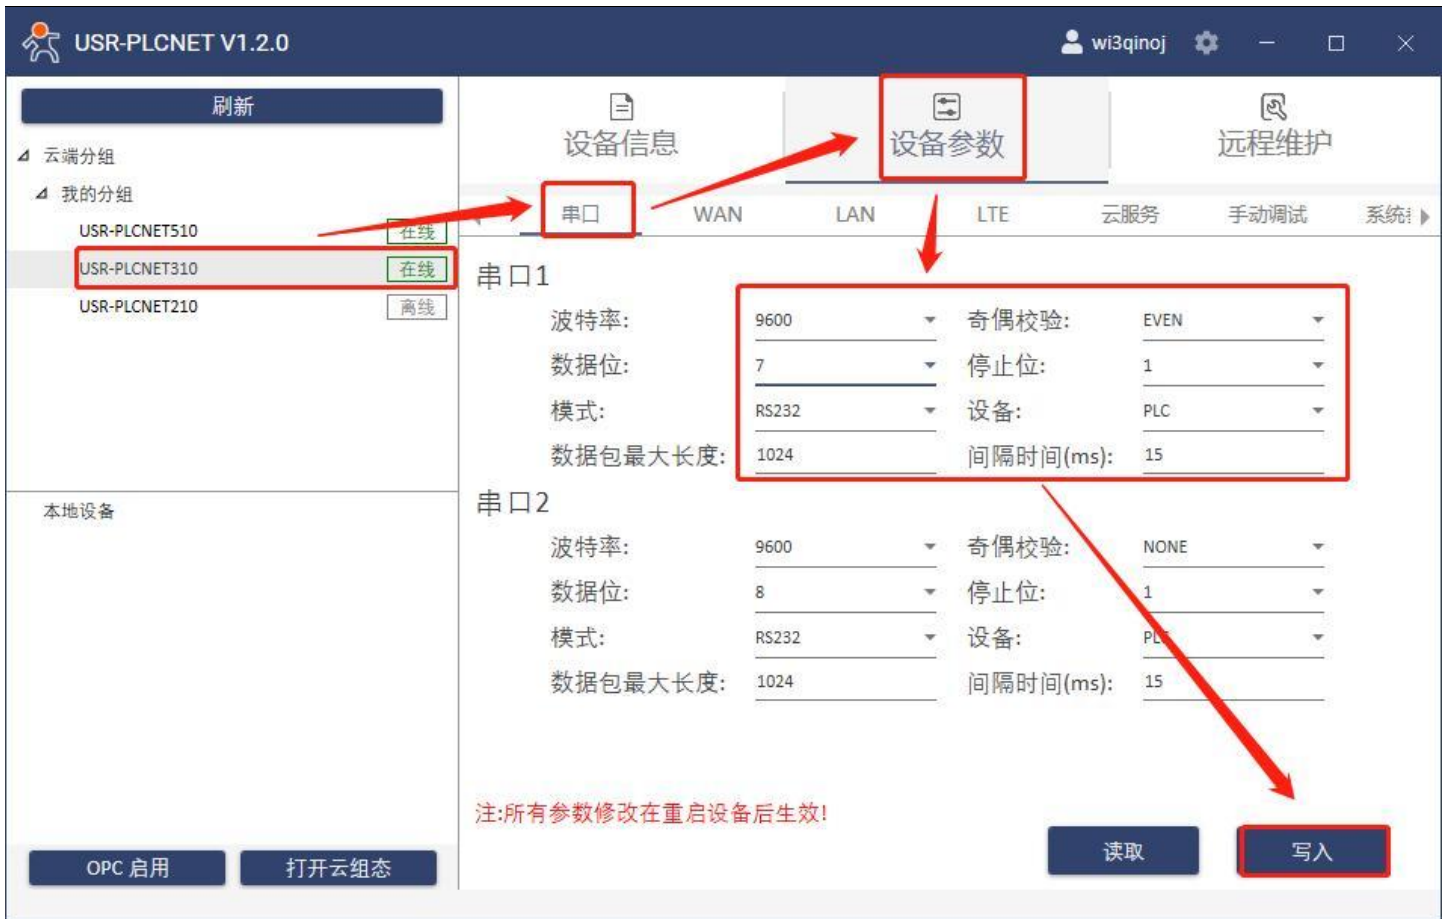 USR-PLCNET V1.2.0 wi3qinoj
刷新
设备信息 设备参数 远程维护
云端分组
我的分组
USR-PLCNET510 在线
USR-PLCNET310 在线
USR-PLCNET210 离线
串口 WAN LAN LTE 云服务 手动调试 系统
串口1
波特率: 9600 奇偶校验: EVEN
数据位: 7 停止位: 1
模式: RS232 设备: PLC
数据包最大长度: 1024 间隔时间(ms): 15
本地设备
串口2
波特率: 9600 奇偶校验: NONE
数据位: 8 停止位: 1
模式: RS232 设备: PLC
数据包最大长度: 1024 间隔时间(ms): 15
注:所有参数修改在重启设备后生效!
读取 写入
OPC 启用 打开云组态